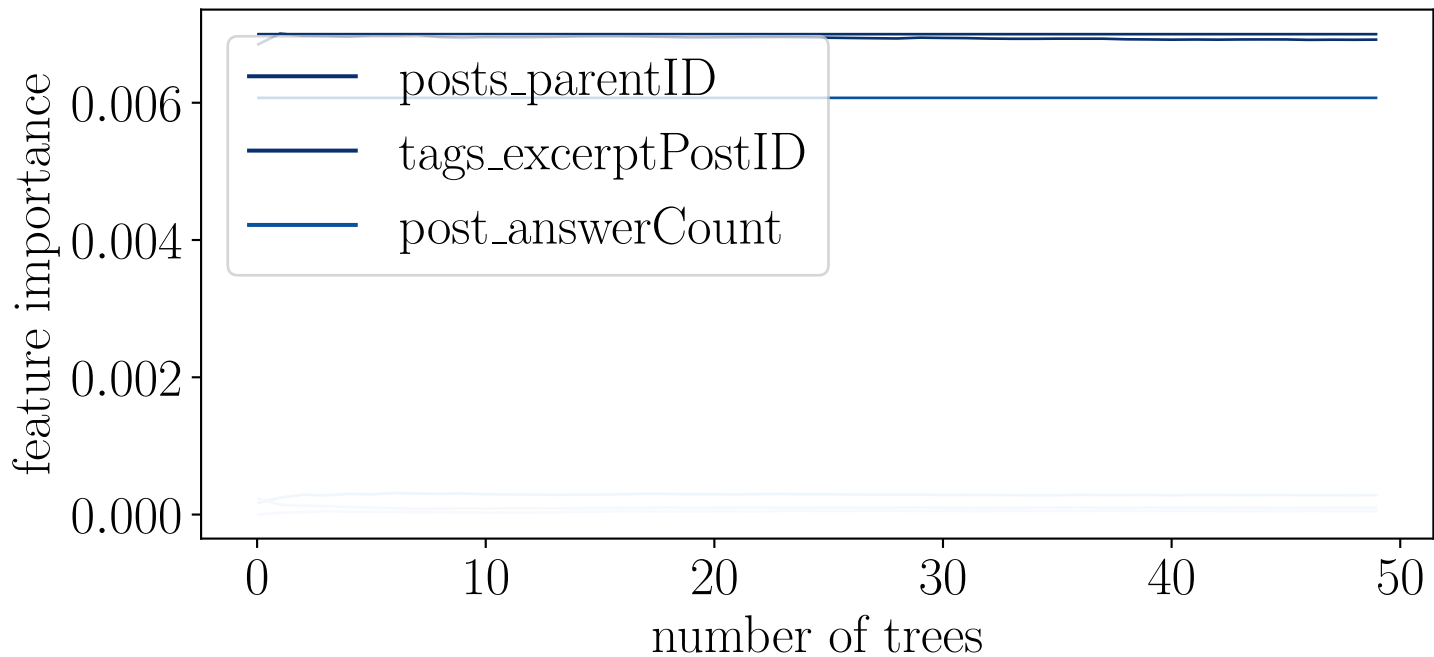 feature importance
0.006
0.004
0.002
0.000
posts_parentID
tags_excerptPostID
post_answerCount
0 10 20 30 40 50
number of trees